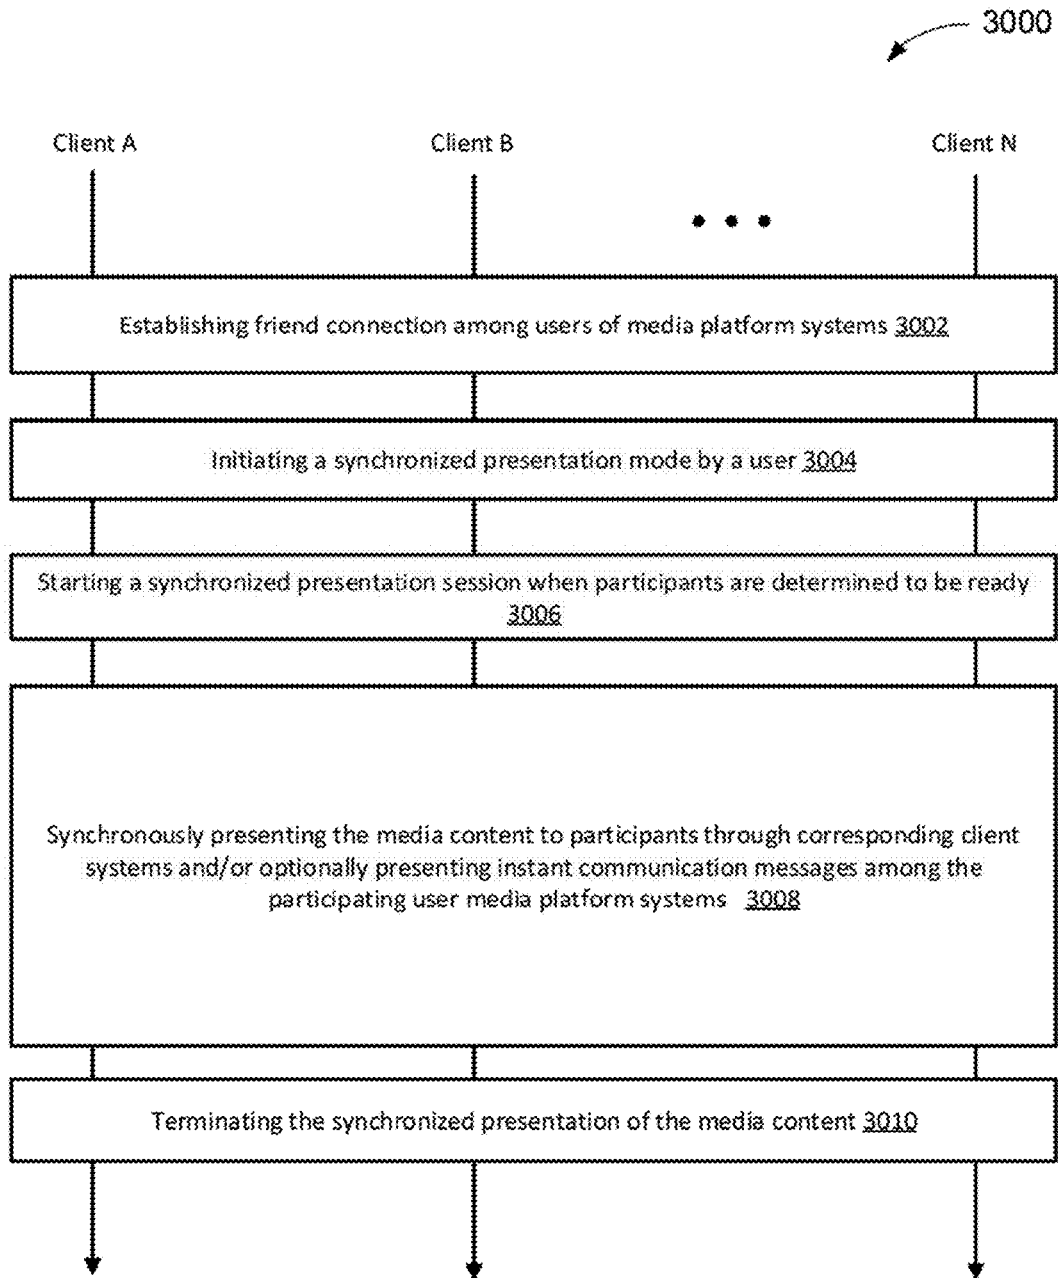 3000
Client A Client B Client N
Establishing friend connection among users of media platform systems 3002
Initiating a synchronized presentation mode by a user 3004
Starting a synchronized presentation session when participants are determined to be ready
3006
Synchronously presenting the media content to participants through corresponding client
systems and/or optionally presenting instant communication messages among the
participating user media platform systems 3008
Terminating the synchronized presentation of the media content 3010